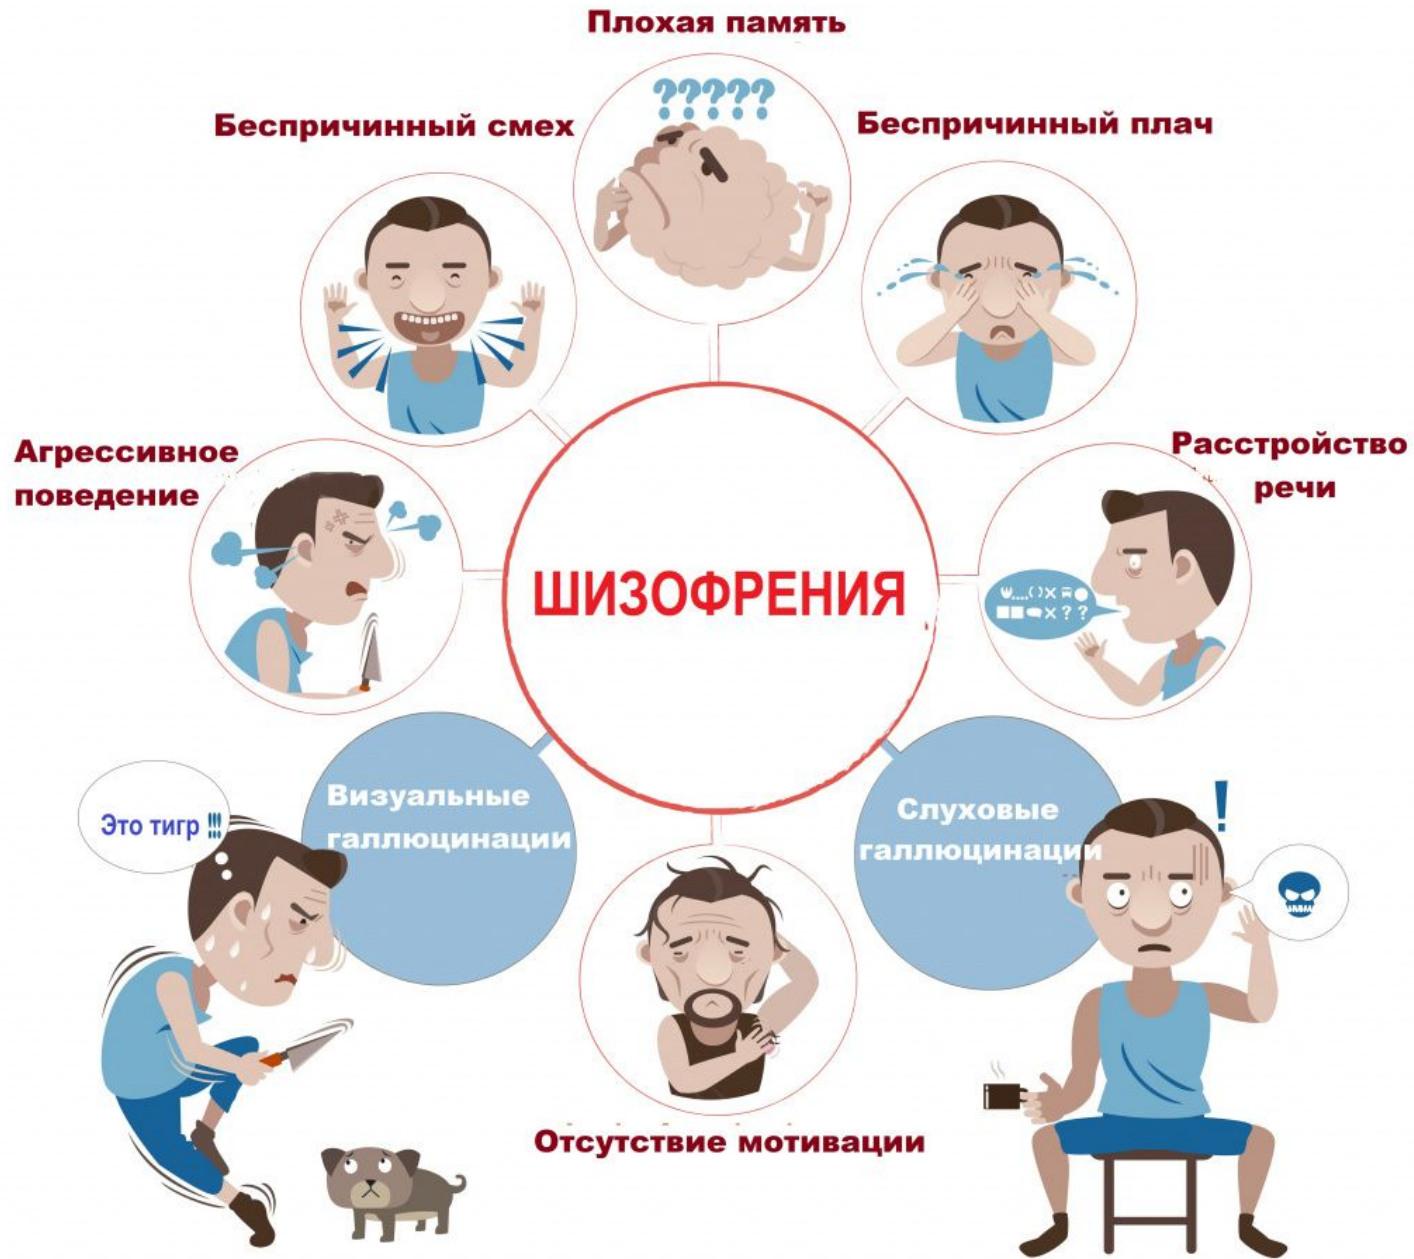 Плохая память
?????
Беспричинный смех
Беспричинный плач
Агрессивное
поведение
Расстройство
речи
ШИЗОФРЕНИЯ
Визуальные
галлюцинации
Это тигр !!!
Слуховые
галлюцинации
!
Отсутствие мотивации